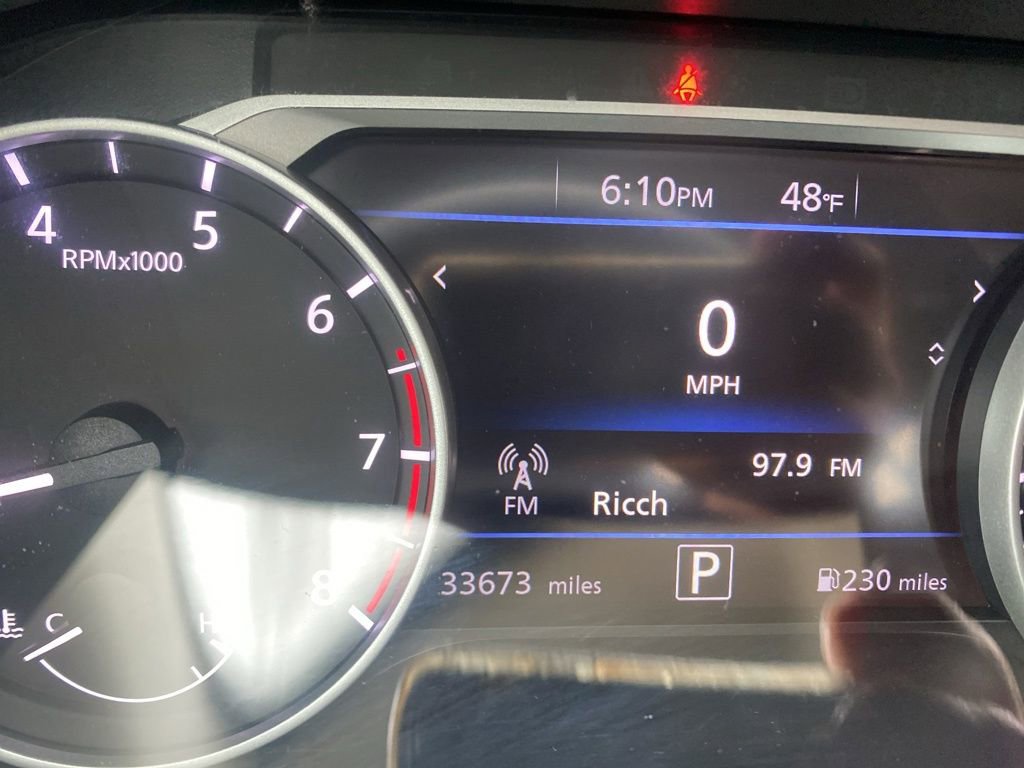 6:10PM 48°F
4
5
RPMx1000
6
0
MPH
7
97.9 FM
FM
Ricch
8
33673 miles
P
230 miles
C
H